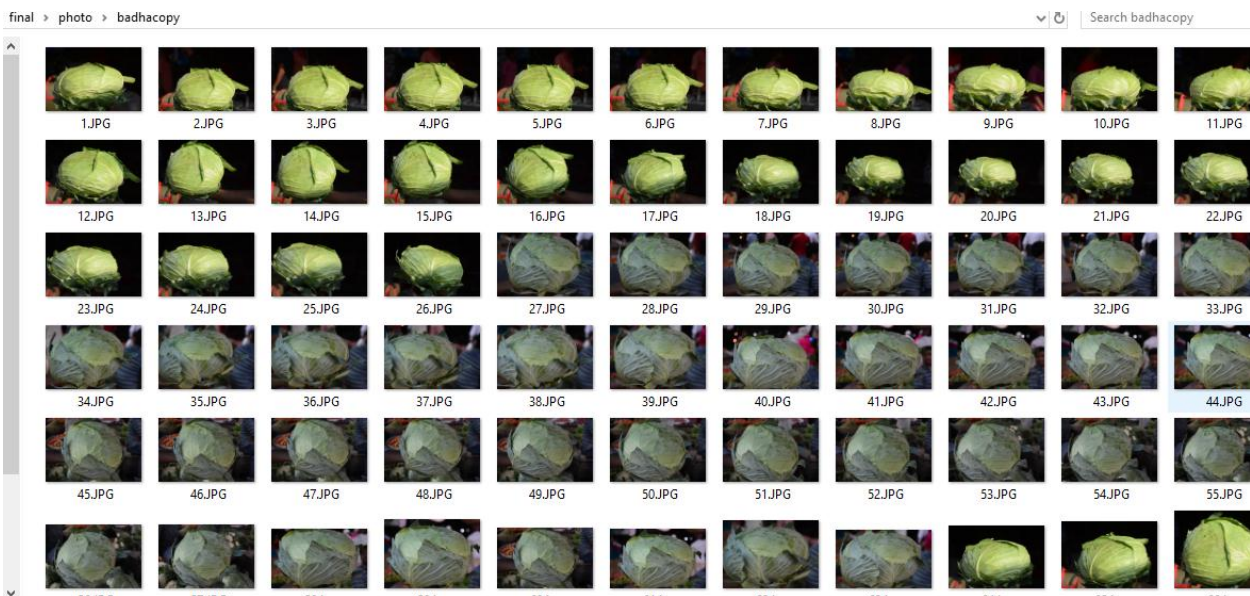 final > photo > badhacopy
Search badhacopy
1.JPG 2.JPG 3.JPG 4.JPG 5.JPG 6.JPG 7.JPG 8.JPG 9.JPG 10.JPG 11.JPG
12.JPG 13.JPG 14.JPG 15.JPG 16.JPG 17.JPG 18.JPG 19.JPG 20.JPG 21.JPG 22.JPG
23.JPG 24.JPG 25.JPG 26.JPG 27.JPG 28.JPG 29.JPG 30.JPG 31.JPG 32.JPG 33.JPG
34.JPG 35.JPG 36.JPG 37.JPG 38.JPG 39.JPG 40.JPG 41.JPG 42.JPG 43.JPG 44.JPG
45.JPG 46.JPG 47.JPG 48.JPG 49.JPG 50.JPG 51.JPG 52.JPG 53.JPG 54.JPG 55.JPG